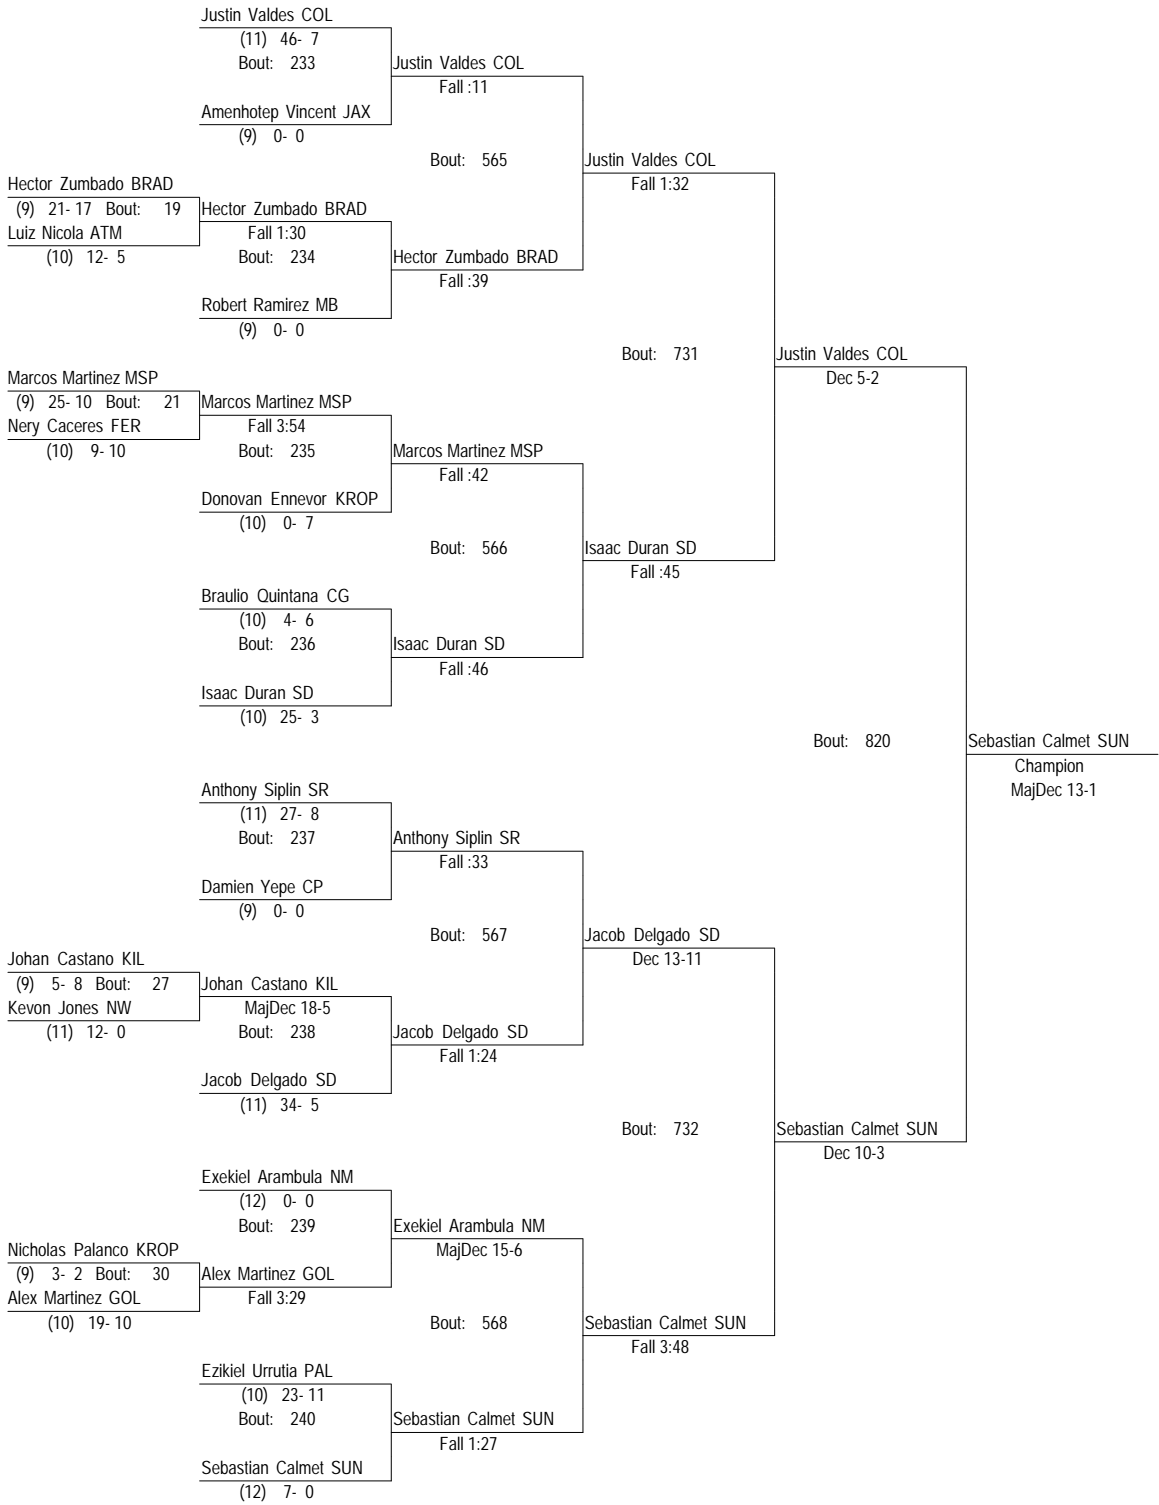 Justin Valdes COL
(11) 46- 7
Bout: 233
Justin Valdes COL
Fall :11
Amenhotep Vincent JAX
(9) 0- 0
Bout: 565
Justin Valdes COL
Fall 1:32
Hector Zumbado BRAD
(9) 21- 17 Bout: 19
Hector Zumbado BRAD
Luiz Nicola ATM
Fall 1:30
(10) 12- 5
Bout: 234
Hector Zumbado BRAD
Fall :39
Robert Ramirez MB
(9) 0- 0
Bout: 731
Justin Valdes COL
Dec 5-2
Marcos Martinez MSP
(9) 25- 10 Bout: 21
Marcos Martinez MSP
Nery Caceres FER
Fall 3:54
(10) 9- 10
Bout: 235
Marcos Martinez MSP
Fall :42
Donovan Ennevor KROP
(10) 0- 7
Bout: 566
Isaac Duran SD
Fall :45
Braulio Quintana CG
(10) 4- 6
Bout: 236
Isaac Duran SD
Fall :46
Isaac Duran SD
(10) 25- 3
Bout: 820
Sebastian Calmet SUN
Champion
MajDec 13-1
Anthony Siplin SR
(11) 27- 8
Bout: 237
Anthony Siplin SR
Fall :33
Damien Yepe CP
(9) 0- 0
Bout: 567
Jacob Delgado SD
Dec 13-11
Johan Castano KIL
(9) 5- 8 Bout: 27
Johan Castano KIL
Kevon Jones NW
MajDec 18-5
(11) 12- 0
Bout: 238
Jacob Delgado SD
Fall 1:24
Jacob Delgado SD
(11) 34- 5
Bout: 732
Sebastian Calmet SUN
Dec 10-3
Exekiel Arambula NM
(12) 0- 0
Bout: 239
Exekiel Arambula NM
MajDec 15-6
Nicholas Palanco KROP
(9) 3- 2 Bout: 30
Alex Martinez GOL
Alex Martinez GOL
Fall 3:29
(10) 19- 10
Bout: 568
Sebastian Calmet SUN
Fall 3:48
Ezikiel Urrutia PAL
(10) 23- 11
Bout: 240
Sebastian Calmet SUN
Fall 1:27
Sebastian Calmet SUN
(12) 7- 0